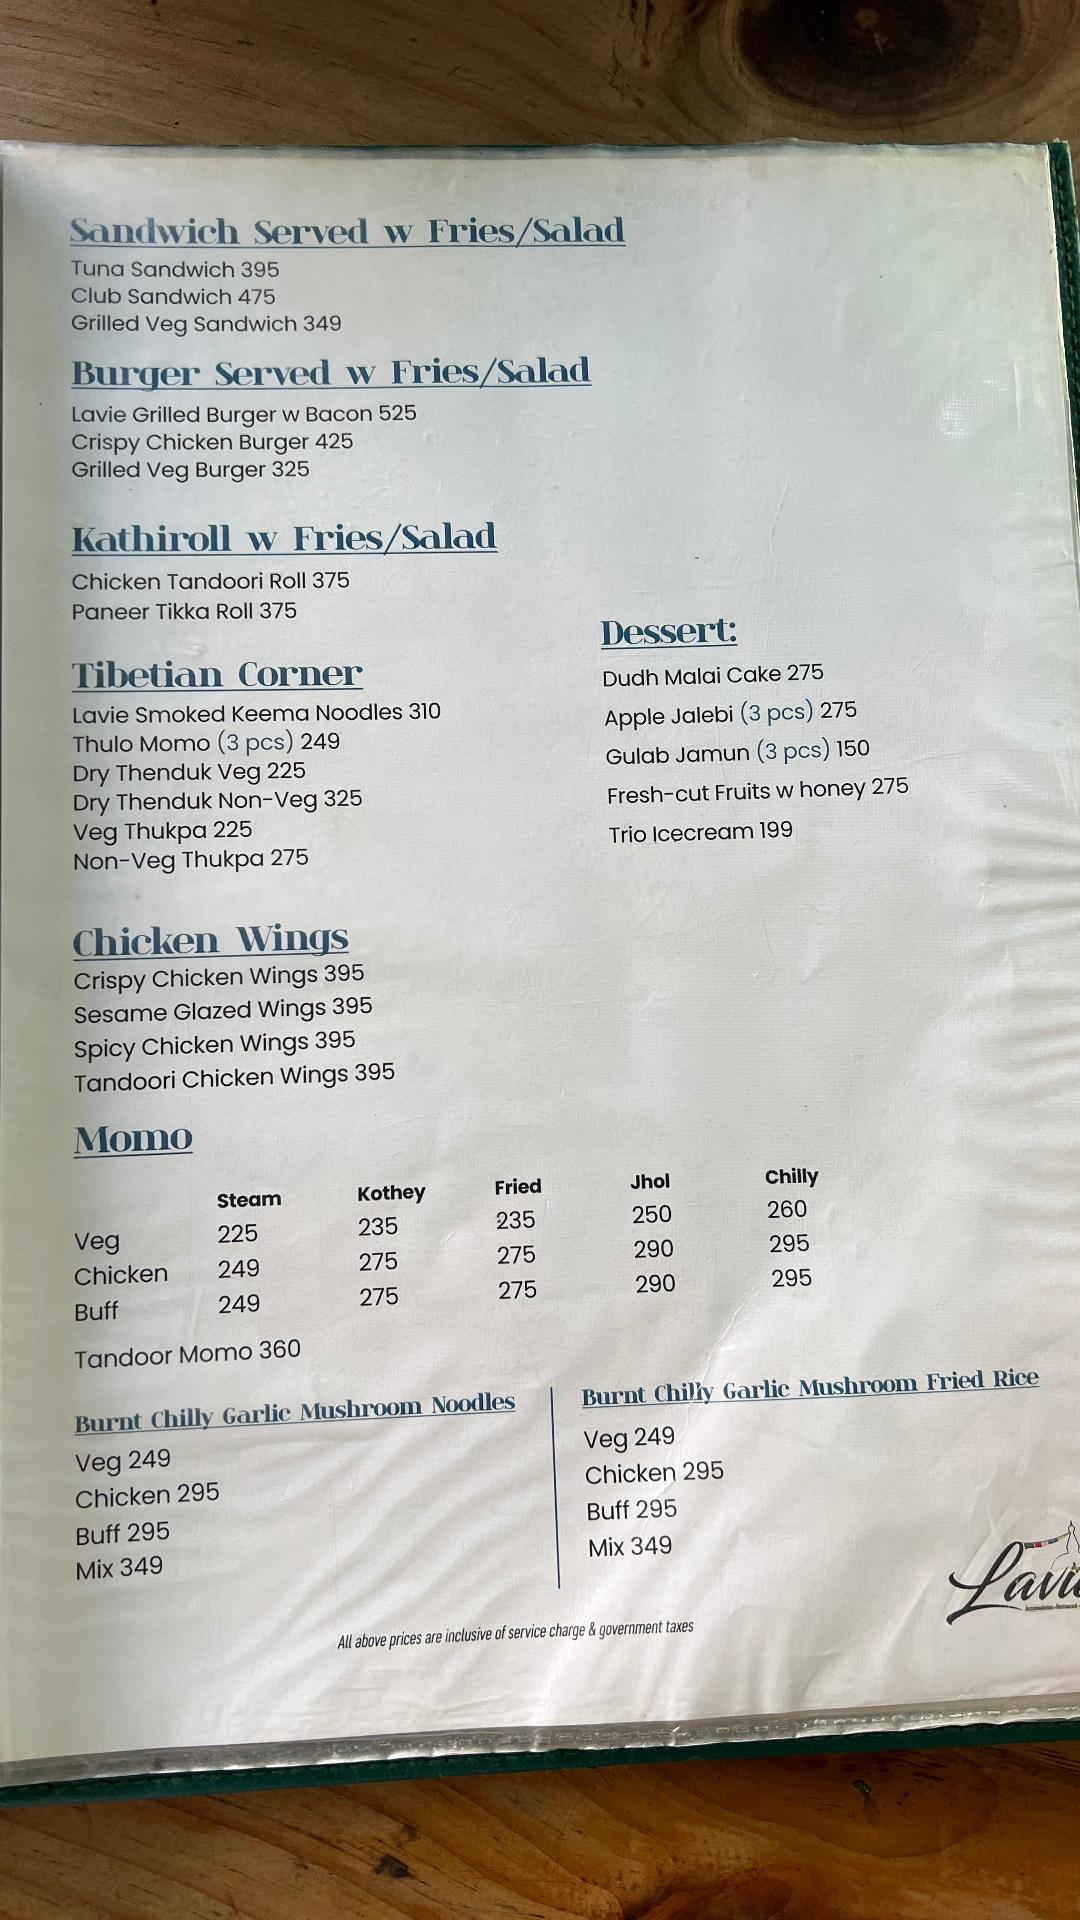 Sandwich Served w Fries/Salad
Tuna Sandwich 395
Club Sandwich 475
Grilled Veg Sandwich 349
Burger Served w Fries/Salad
Lavie Grilled Burger w Bacon 525
Crispy Chicken Burger 425
Grilled Veg Burger 325
Kathiroll w Fries/Salad
Chicken Tandoori Roll 375
Paneer Tikka Roll 375
Tibetian Corner
Lavie Smoked Keema Noodles 310
Thulo Momo (3 pcs) 249
Dry Thenduk Veg 225
Dry Thenduk Non-Veg 325
Veg Thukpa 225
Non-Veg Thukpa 275
Dessert:
Dudh Malai Cake 275
Apple Jalebi (3 pcs) 275
Gulab Jamun (3 pcs) 150
Fresh-cut Fruits w honey 275
Trio Icecream 199
Chicken Wings
Crispy Chicken Wings 395
Sesame Glazed Wings 395
Spicy Chicken Wings 395
Tandoori Chicken Wings 395
Momo
Steam Kothey Fried Jhol Chilly
Veg 225 235 235 250 260
Chicken 249 275 275 290 295
Buff 249 275 275 290 295
Tandoor Momo 360
Burnt Chilly Garlic Mushroom Noodles
Veg 249
Chicken 295
Buff 295
Mix 349
Burnt Chilly Garlic Mushroom Fried Rice
Veg 249
Chicken 295
Buff 295
Mix 349
All above prices are inclusive of service charge & government taxes